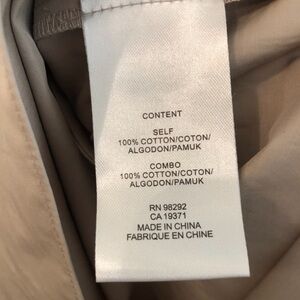 CONTENT
SELF
100% COTTON/COTON/
ALGODON/PAMUK
COMBO
100% COTTON/COTON/
ALGODON/PAMUK
RN 98292
CA 19371
MADE IN CHINA
FABRIQUE EN CHINE